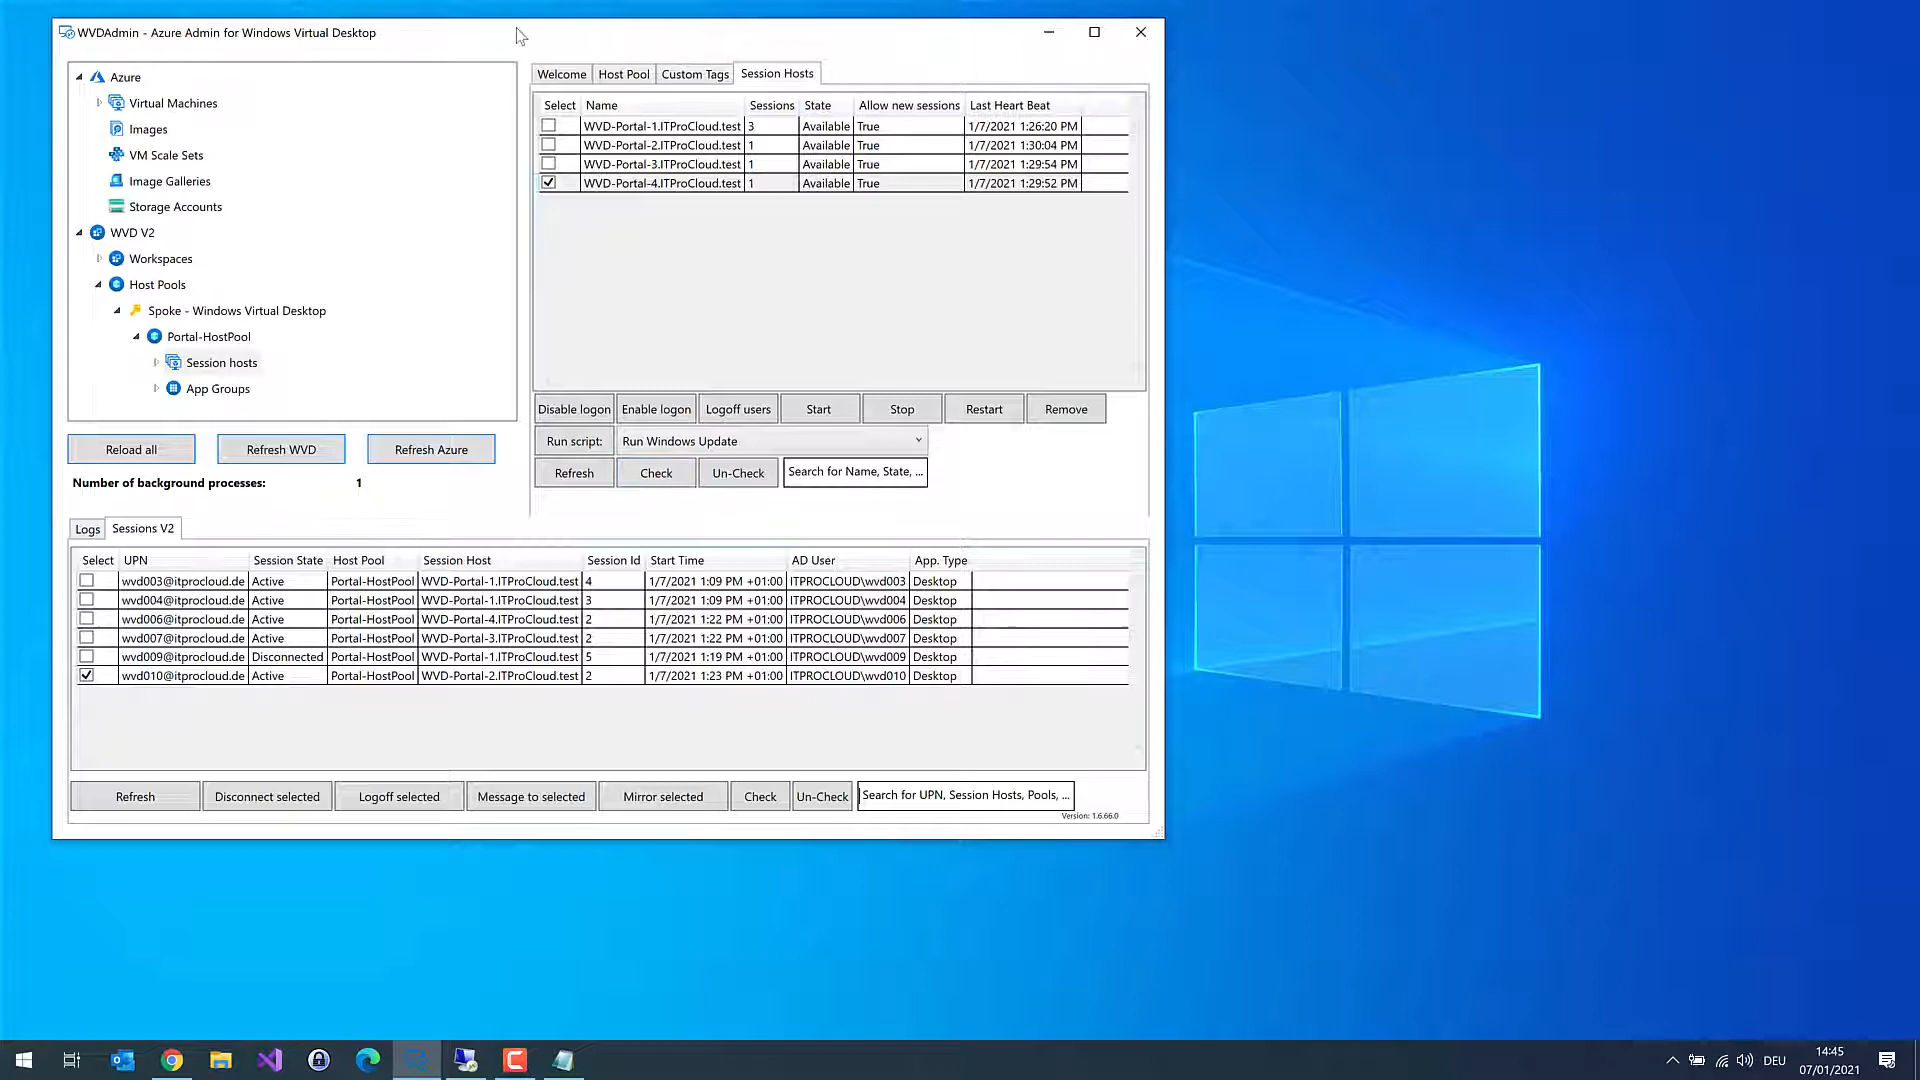 WVDAdmin - Azure Admin for Windows Virtual Desktop
Azure
Virtual Machines
Images
VM Scale Sets
Image Galleries
Storage Accounts
WVD V2
Workspaces
Host Pools
Spoke - Windows Virtual Desktop
Portal-HostPool
Session hosts
App Groups
Reload all Refresh WVD Refresh Azure
Number of background processes: 1
Welcome Host Pool Custom Tags Session Hosts
Select Name Sessions State Allow new sessions Last Heart Beat
WVD-Portal-1.ITProCloud.test 3 Available True 1/7/2021 1:26:20 PM
WVD-Portal-2.ITProCloud.test 1 Available True 1/7/2021 1:30:04 PM
WVD-Portal-3.ITProCloud.test 1 Available True 1/7/2021 1:29:54 PM
WVD-Portal-4.ITProCloud.test 1 Available True 1/7/2021 1:29:52 PM
Disable logon Enable logon Logoff users Start Stop Restart Remove
Run script: Run Windows Update
Refresh Check Un-Check Search for Name, State, ...
Logs Sessions V2
Select UPN Session State Host Pool Session Host Session Id Start Time AD User App. Type
wvd003@itprocloud.de Active Portal-HostPool WVD-Portal-1.ITProCloud.test 4 1/7/2021 1:09 PM +01:00 ITPROCLOUD\wvd003 Desktop
wvd004@itprocloud.de Active Portal-HostPool WVD-Portal-1.ITProCloud.test 3 1/7/2021 1:09 PM +01:00 ITPROCLOUD\wvd004 Desktop
wvd006@itprocloud.de Active Portal-HostPool WVD-Portal-4.ITProCloud.test 2 1/7/2021 1:22 PM +01:00 ITPROCLOUD\wvd006 Desktop
wvd007@itprocloud.de Active Portal-HostPool WVD-Portal-3.ITProCloud.test 2 1/7/2021 1:22 PM +01:00 ITPROCLOUD\wvd007 Desktop
wvd009@itprocloud.de Disconnected Portal-HostPool WVD-Portal-1.ITProCloud.test 5 1/7/2021 1:19 PM +01:00 ITPROCLOUD\wvd009 Desktop
wvd010@itprocloud.de Active Portal-HostPool WVD-Portal-2.ITProCloud.test 2 1/7/2021 1:23 PM +01:00 ITPROCLOUD\wvd010 Desktop
Refresh Disconnect selected Logoff selected Message to selected Mirror selected Check Un-Check Search for UPN, Session Hosts, Pools, ...
Version: 1.6.66.0
DEU
14:45
07/01/2021